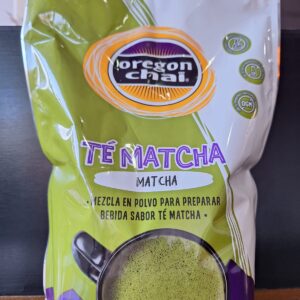 oregon
chai.
TÉ MATCHA
MATCHA
•MEZCLA EN POLVO PARA PREPARAR
BEBIDA SABOR TÉ MATCHA•